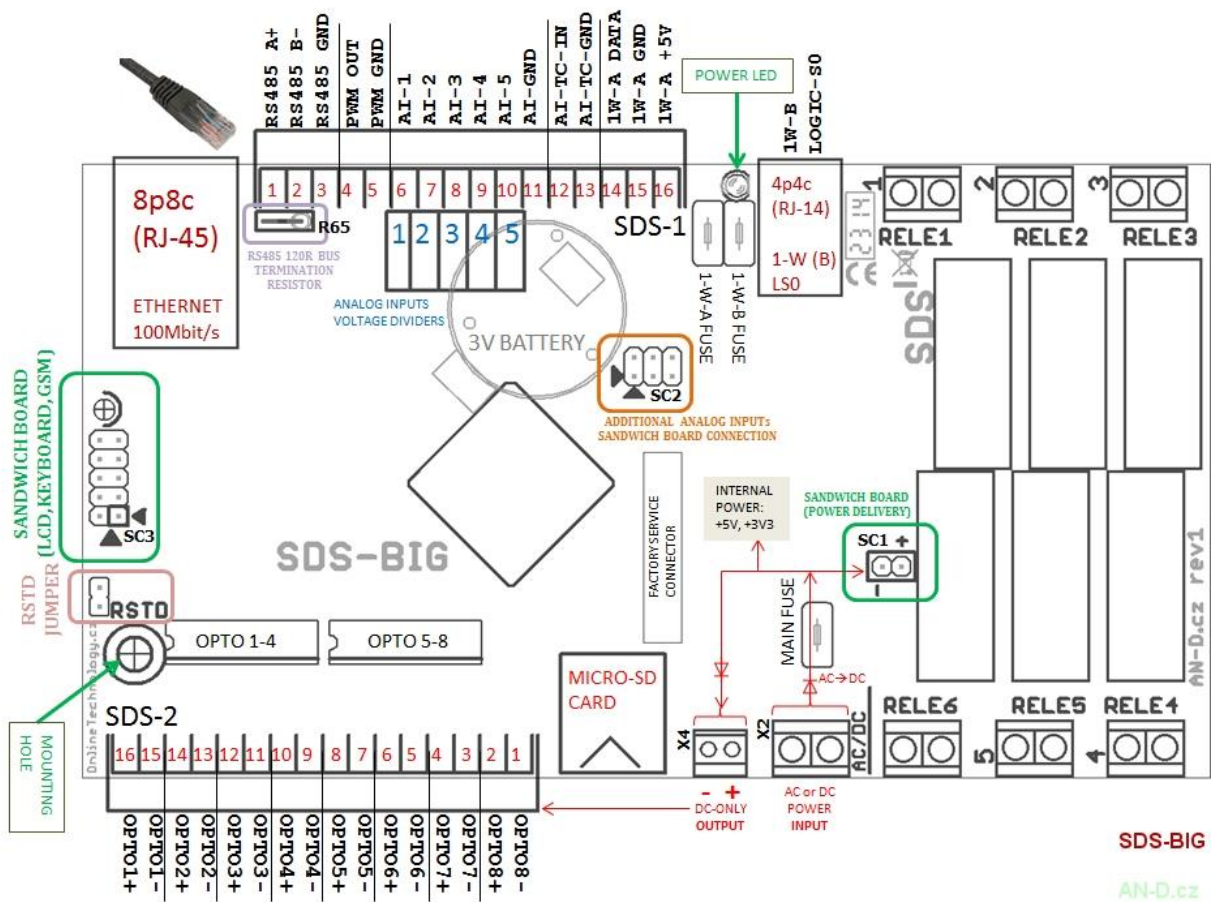 RS485 A+
RS485 B-
RS485 GND
PWM OUT
PWM GND
AI-1
AI-2
AI-3
AI-4
AI-5
AI-GND
AI-TC-IN
AI-TC-GND
1W-A DATA
1W-A GND
1W-A +5V
POWER LED
1W-B
LOGIC-S0
8p8c
(RJ-45)
ETHERNET
100Mbit/s
1 2 3 4 5 6 7 8 9 10 11 12 13 14 15 16
R65
SDS-1
RS485 120R BUS
TERMINATION
RESISTOR
1 2 3 4 5
ANALOG INPUTS
VOLTAGE DIVIDERS
3V BATTERY
1-W-A FUSE
1-W-B FUSE
4p4c
(RJ-14)
1-W (B)
LS0
23 14
CE
SDS
1
RELE1
2
RELE2
3
RELE3
SC2
ADDITIONAL ANALOG INPUTs
SANDWICH BOARD CONNECTION
SANDWICH BOARD
(LCD,KEYBOARD,GSM)
SC3
RSTD
JUMPER
RSTD
SDS-BIG
FACTORY SERVICE
CONNECTOR
INTERNAL
POWER:
+5V, +3V3
SANDWICH BOARD
(POWER DELIVERY)
SC1 +
-
MAIN FUSE
AC→DC
AN-D.cz rev1
OPTO 1-4
OPTO 5-8
OnlineTechnology.cz
MOUNTING
HOLE
SDS-2
16 15 14 13 12 11 10 9 8 7 6 5 4 3 2 1
MICRO-SD
CARD
X4
X2
AC/DC
RELE6
RELE5
5
RELE4
4
- +
DC-ONLY
OUTPUT
AC or DC
POWER
INPUT
OPTO1+
OPTO1-
OPTO2+
OPTO2-
OPTO3+
OPTO3-
OPTO4+
OPTO4-
OPTO5+
OPTO5-
OPTO6+
OPTO6-
OPTO7+
OPTO7-
OPTO8+
OPTO8-
SDS-BIG
AN-D.cz